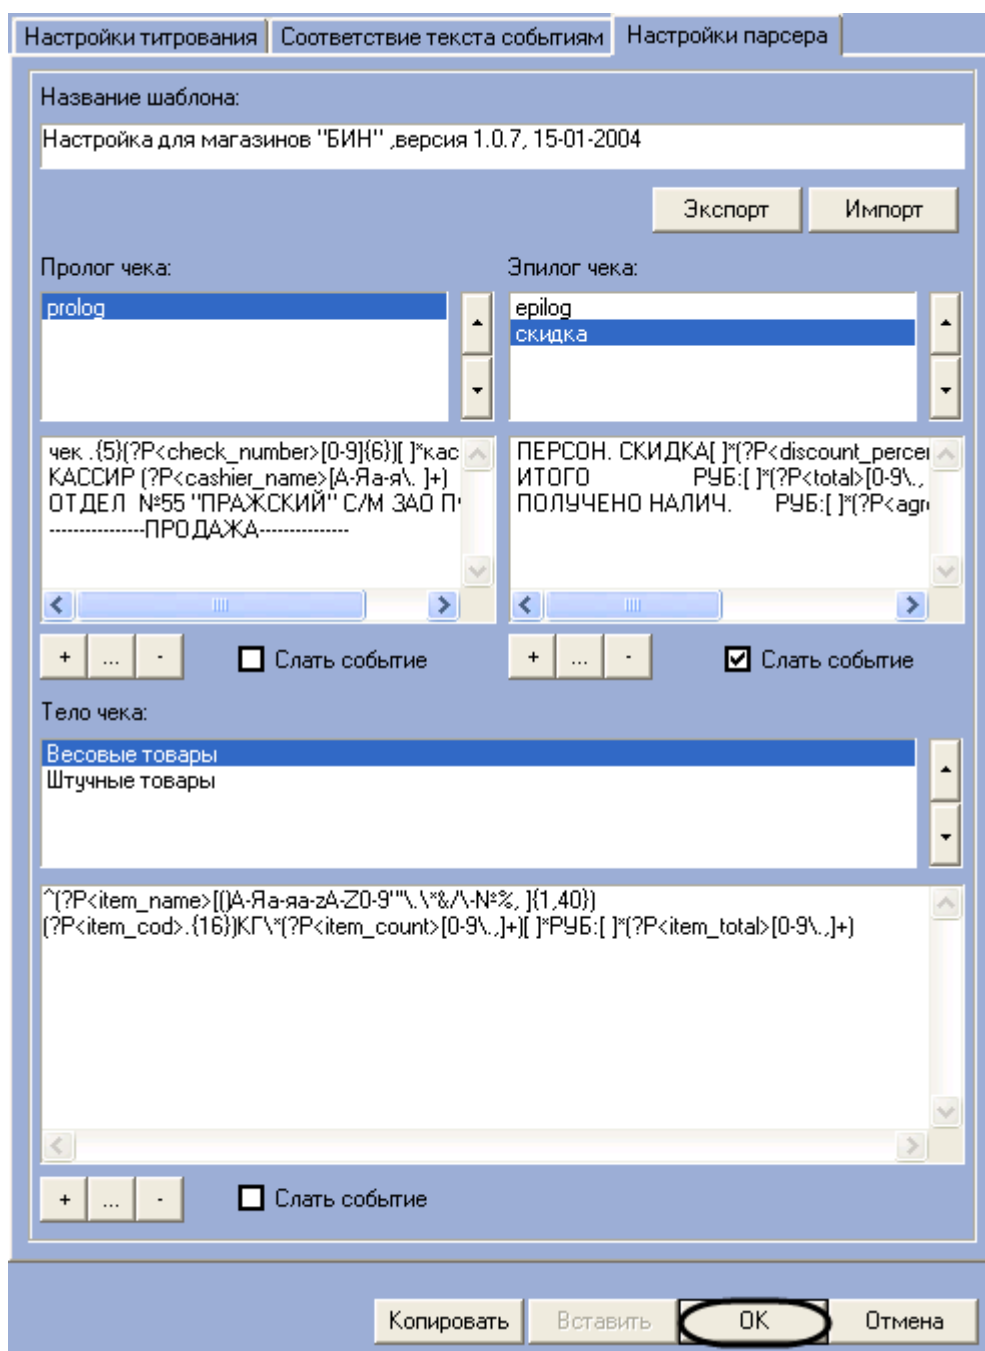 Настройки титрования
Соответствие текста событиям
Настройки парсера
Название шаблона:
Настройка для магазинов "БИН" ,версия 1.0.7, 15-01-2004
Экспорт
Импорт
Пролог чека:
Эпилог чека:
prolog
epilog
скидка
чек .{5}(?P<check_number>[0-9]{6})[ ]*кас
КАССИР (?P<cashier_name>[А-Яа-я\. ]+)
ОТДЕЛ №55 "ПРАЖСКИЙ" С/М ЗАО П
---------------ПРОДАЖА--------------
ПЕРСОН. СКИДКА[ ]*(?P<discount_percei
ИТОГО РУБ:[ ]*(?P<total>[0-9\.,
ПОЛУЧЕНО НАЛИЧ. РУБ:[ ]*(?P<agr
+
...
-
Слать событие
+
...
-
Слать событие
Тело чека:
Весовые товары
Штучные товары
^(?P<item_name>[()А-Яа-яa-zA-Z0-9'"\.\*&/\-№%, ]{1,40})
(?P<item_cod>.{16})КГ\*(?P<item_count>[0-9\.,]+)[ ]*РУБ:[ ]*(?P<item_total>[0-9\.,]+)
+
...
-
Слать событие
Копировать
Вставить
OK
Отмена